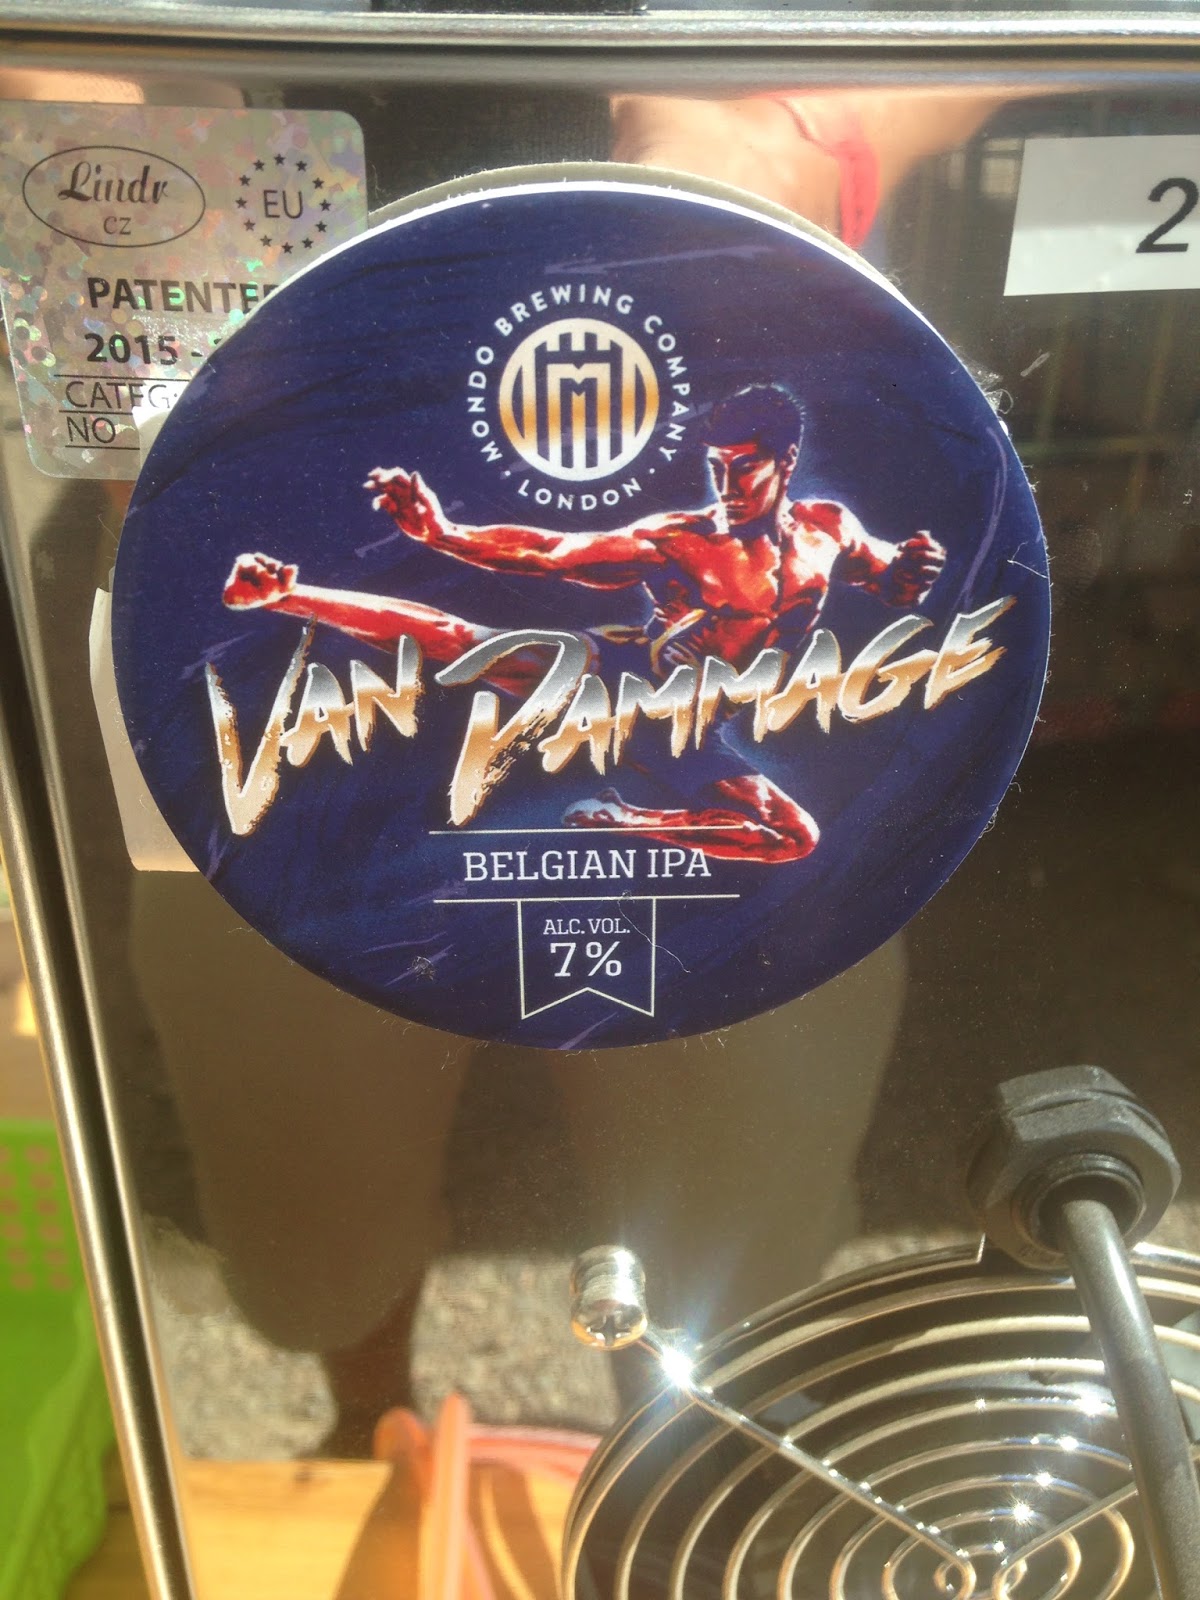 Lindr
CZ
EU
PATENTE
2015 -
CATEG
NO
2
MONDO BREWING COMPANY
· LONDON ·
VAN DAMMAGE
BELGIAN IPA
ALC. VOL.
7%